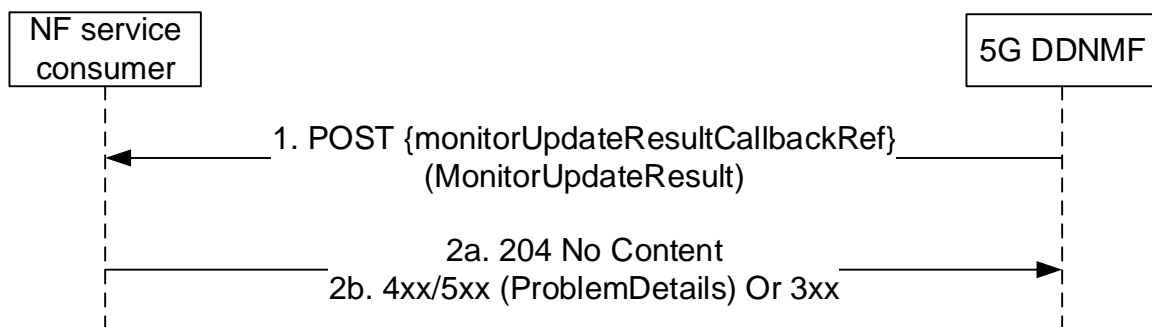 NF service
consumer
5G DDNMF
1. POST {monitorUpdateResultCallbackRef}
(MonitorUpdateResult)
2a. 204 No Content
2b. 4xx/5xx (ProblemDetails) Or 3xx